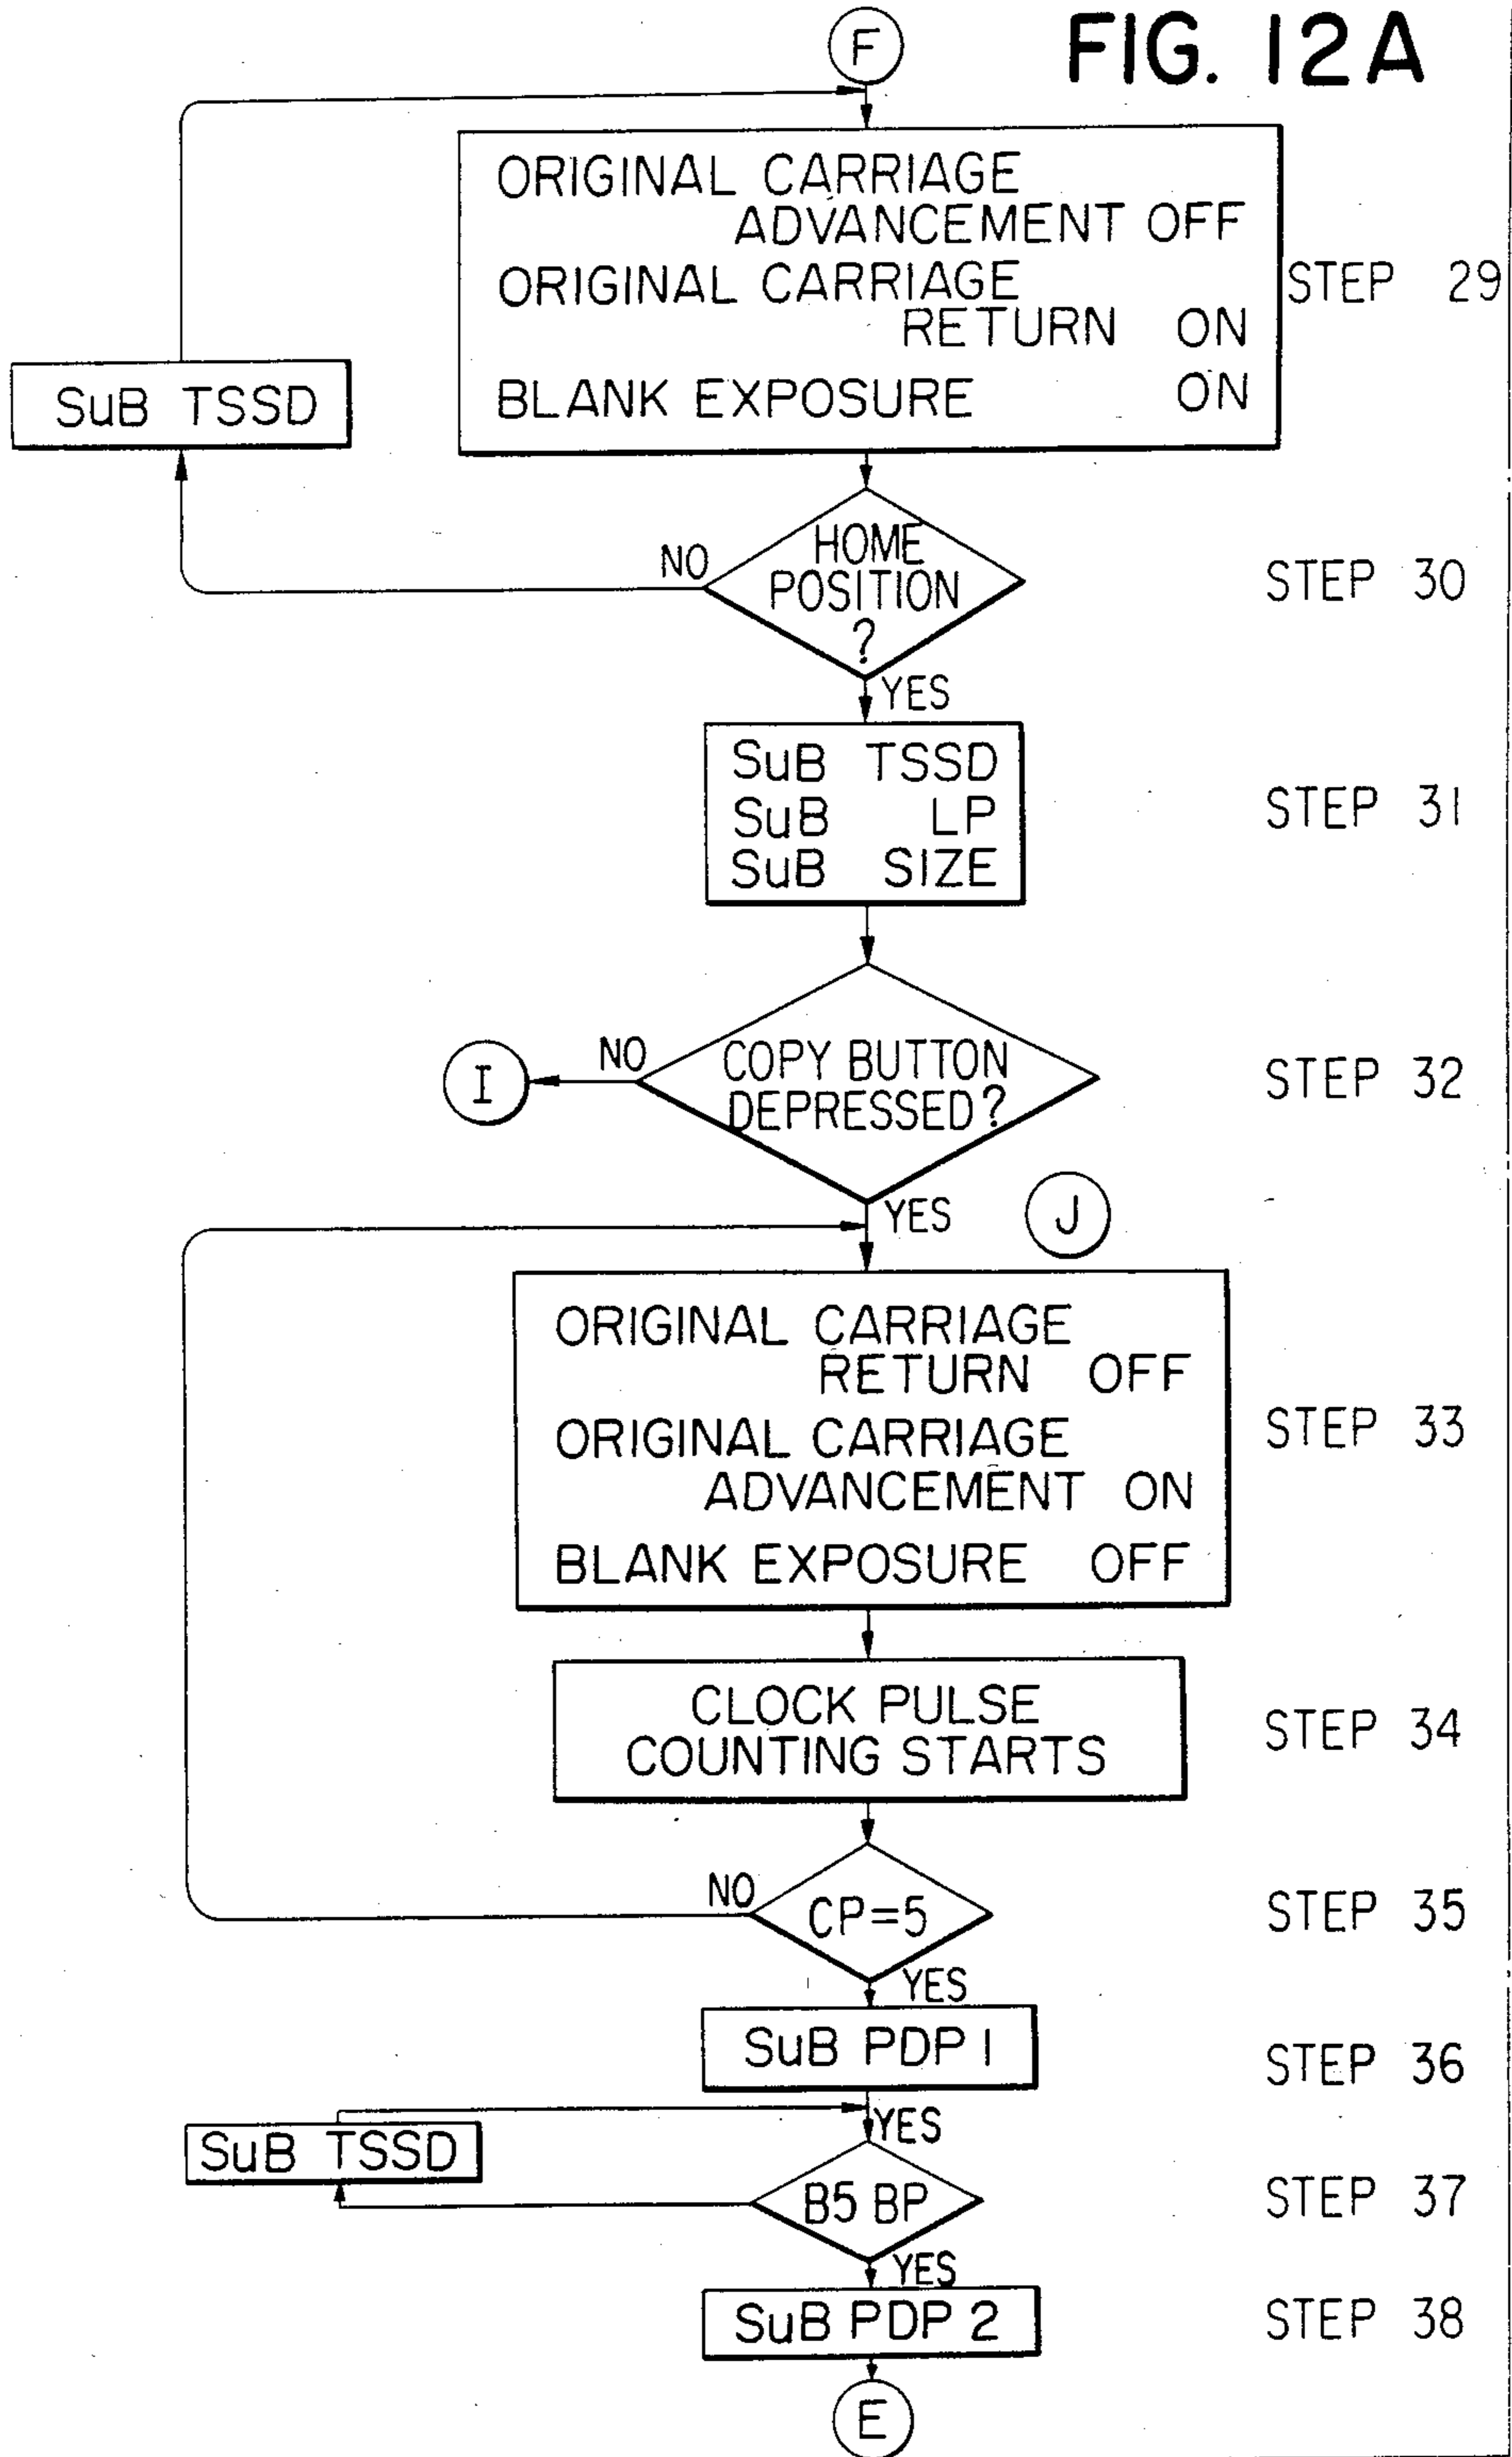 F
FIG. 12A
ORIGINAL CARRIAGE
ADVANCEMENT OFF
ORIGINAL CARRIAGE
RETURN ON
BLANK EXPOSURE ON
STEP 29
SuB TSSD
HOME
POSITION
?
NO
STEP 30
YES
SuB TSSD
SuB LP
SuB SIZE
STEP 31
I
NO
COPY BUTTON
DEPRESSED?
STEP 32
YES
J
ORIGINAL CARRIAGE
RETURN OFF
ORIGINAL CARRIAGE
ADVANCEMENT ON
BLANK EXPOSURE OFF
STEP 33
CLOCK PULSE
COUNTING STARTS
STEP 34
NO
CP=5
STEP 35
YES
SuB PDP 1
STEP 36
YES
SuB TSSD
B5 BP
STEP 37
YES
SuB PDP 2
STEP 38
E